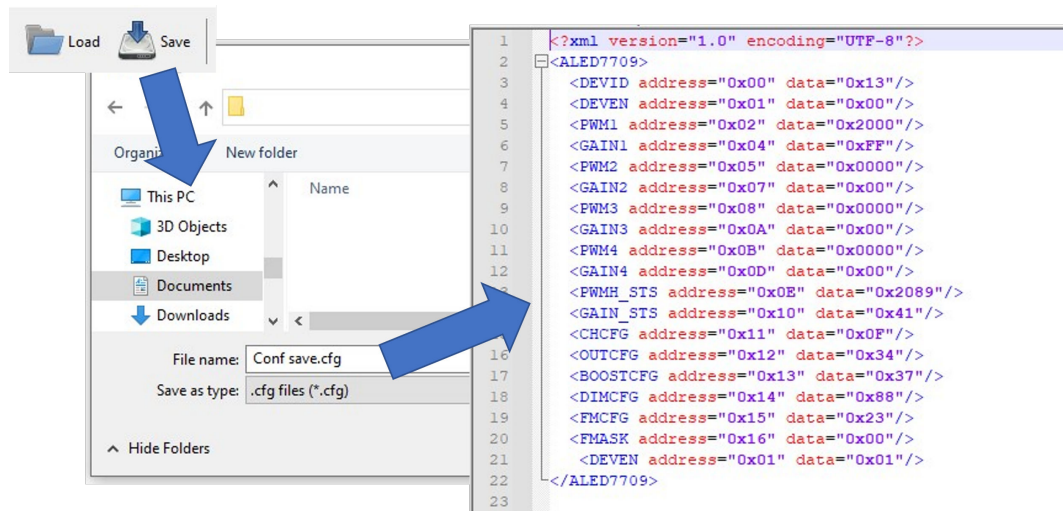 Load Save
Organi New folder
This PC
3D Objects
Desktop
Documents
Downloads
Name
File name: Conf save.cfg
Save as type: .cfg files (*.cfg)
Hide Folders
1 <?xml version="1.0" encoding="UTF-8"?>
2 <ALED7709>
3 <DEVID address="0x00" data="0x13"/>
4 <DEVEN address="0x01" data="0x00"/>
5 <PWM1 address="0x02" data="0x2000"/>
6 <GAIN1 address="0x04" data="0xFF"/>
7 <PWM2 address="0x05" data="0x0000"/>
8 <GAIN2 address="0x07" data="0x00"/>
9 <PWM3 address="0x08" data="0x0000"/>
10 <GAIN3 address="0x0A" data="0x00"/>
11 <PWM4 address="0x0B" data="0x0000"/>
12 <GAIN4 address="0x0D" data="0x00"/>
<PWMH_STS address="0x0E" data="0x2089"/>
<GAIN_STS address="0x10" data="0x41"/>
<CHCFG address="0x11" data="0x0F"/>
16 <OUTCFG address="0x12" data="0x34"/>
17 <BOOSTCFG address="0x13" data="0x37"/>
18 <DIMCFG address="0x14" data="0x88"/>
19 <FMCFG address="0x15" data="0x23"/>
20 <FMASK address="0x16" data="0x00"/>
21 <DEVEN address="0x01" data="0x01"/>
22 </ALED7709>
23